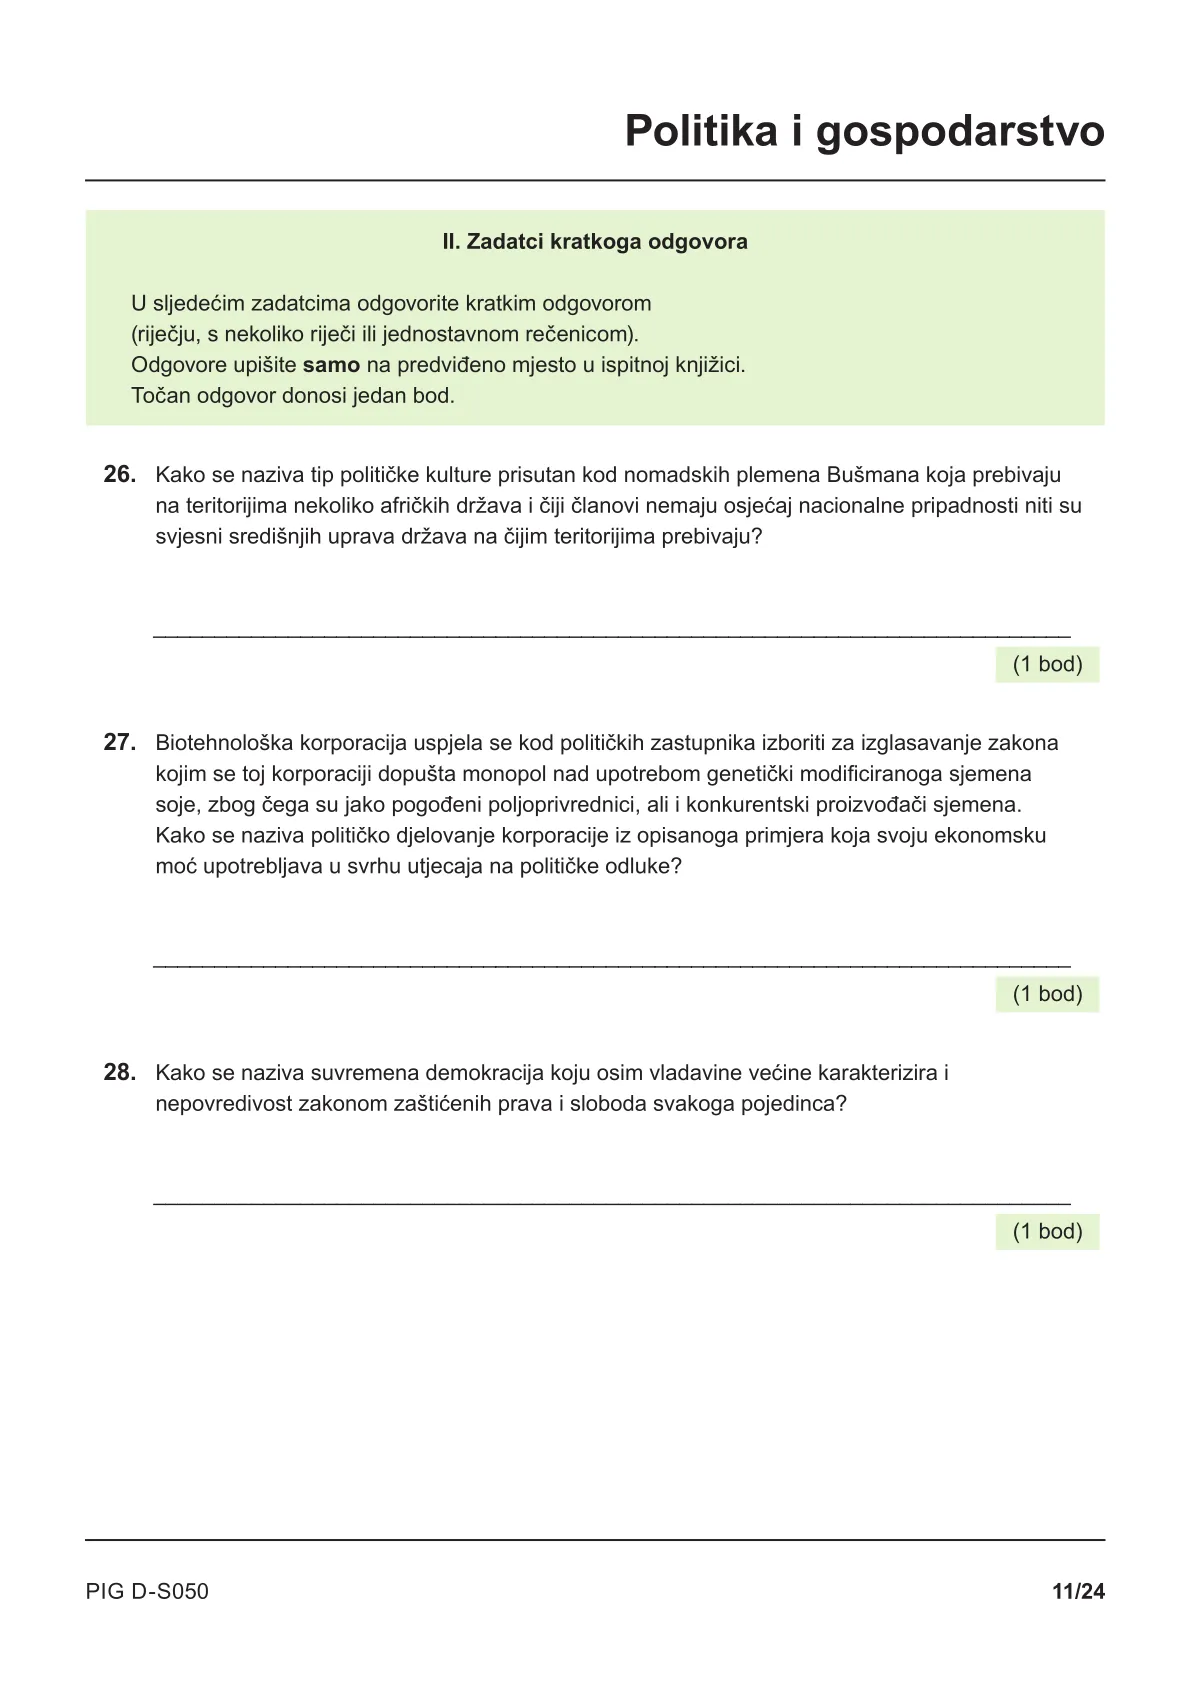 Politika i gospodarstvo
II. Zadatci kratkoga odgovora
U sljedećim zadatcima odgovorite kratkim odgovorom
(riječju, s nekoliko riječi ili jednostavnom rečenicom).
Odgovore upišite samo na predviđeno mjesto u ispitnoj knjižici.
Točan odgovor donosi jedan bod.
26. Kako se naziva tip političke kulture prisutan kod nomadskih plemena Bušmana koja prebivaju
na teritorijima nekoliko afričkih država i čiji članovi nemaju osjećaj nacionalne pripadnosti niti su
svjesni središnjih uprava država na čijim teritorijima prebivaju?
(1 bod)
27. Biotehnološka korporacija uspjela se kod političkih zastupnika izboriti za izglasavanje zakona
kojim se toj korporaciji dopušta monopol nad upotrebom genetički modificiranoga sjemena
soje, zbog čega su jako pogođeni poljoprivrednici, ali i konkurentski proizvođači sjemena.
Kako se naziva političko djelovanje korporacije iz opisanoga primjera koja svoju ekonomsku
moć upotrebljava u svrhu utjecaja na političke odluke?
(1 bod)
28. Kako se naziva suvremena demokracija koju osim vladavine većine karakterizira i
nepovredivost zakonom zaštićenih prava i sloboda svakoga pojedinca?
(1 bod)
PIG D-S050
11/24